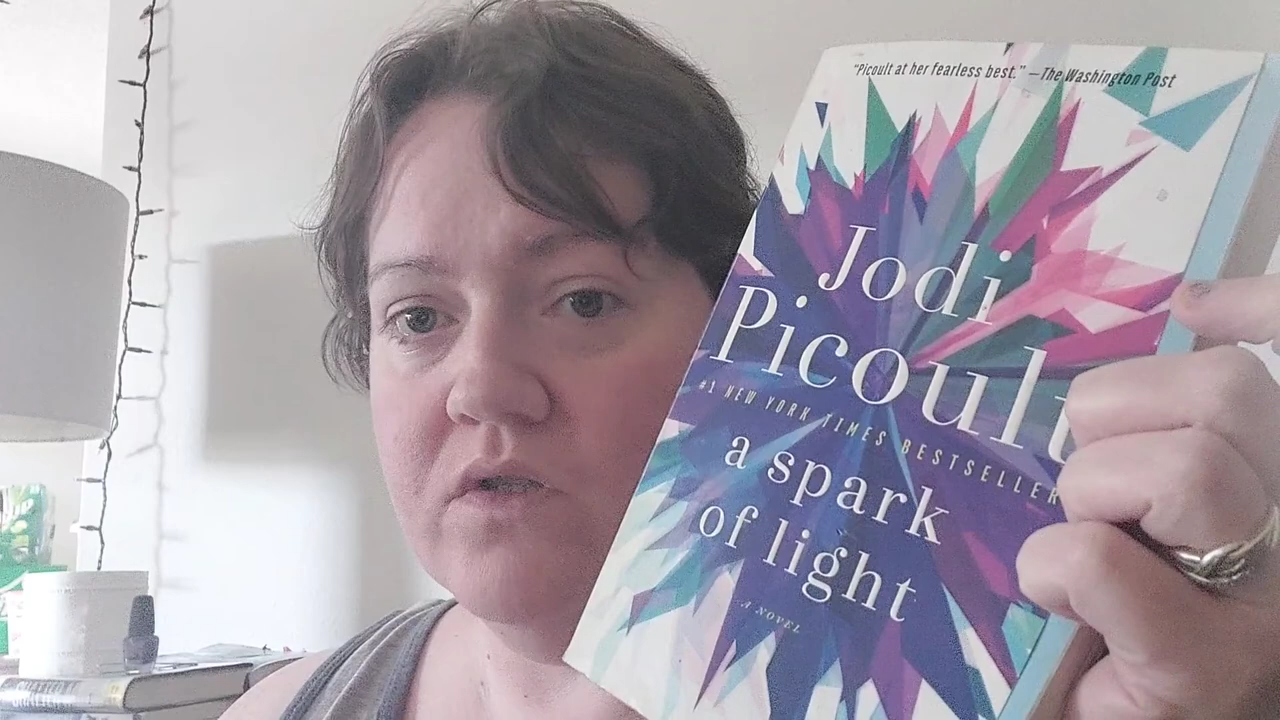 "Picoult at her fearless best." —The Washington Post
Jodi
Picoult
#1 NEW YORK TIMES BESTSELLER
a spark
of light
A NOVEL